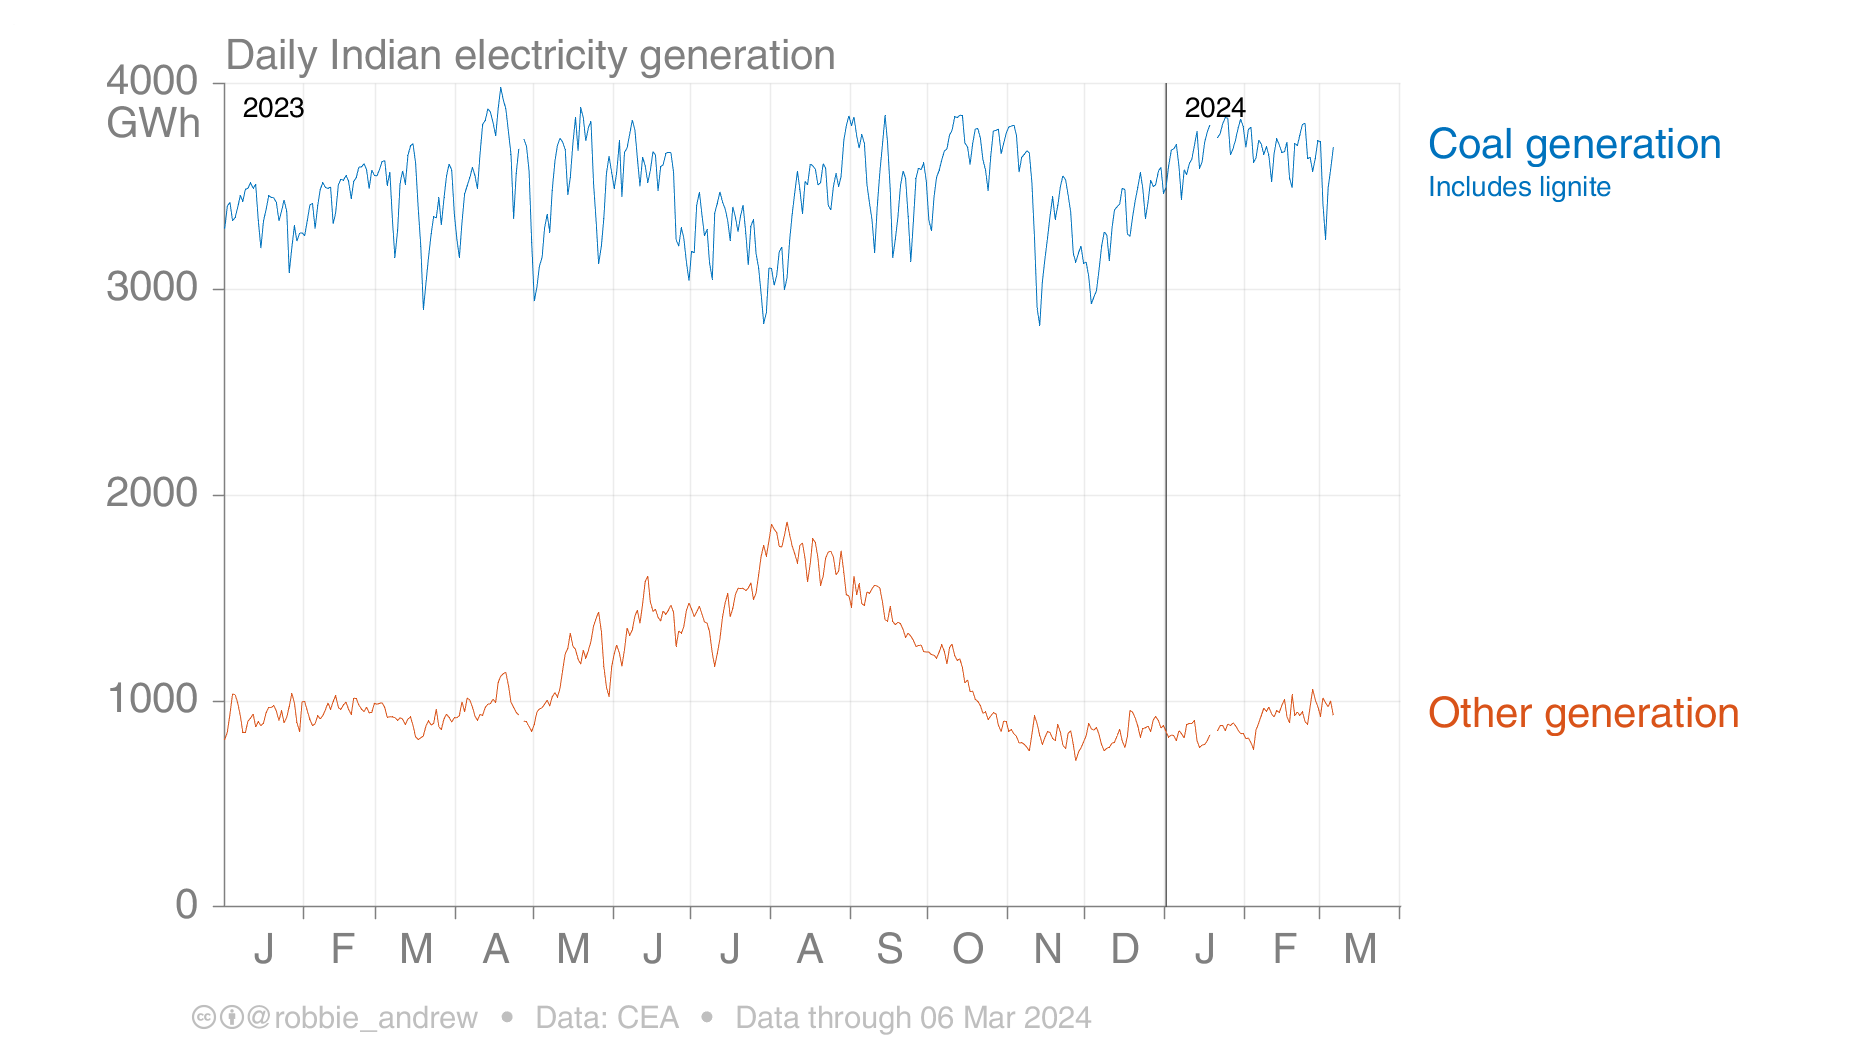 Daily Indian electricity generation
4000
GWh
2023
2024
Coal generation
Includes lignite
3000
2000
1000
Other generation
0
J F M A M J J A S O N D J F M
cc @robbie_andrew • Data: CEA • Data through 06 Mar 2024